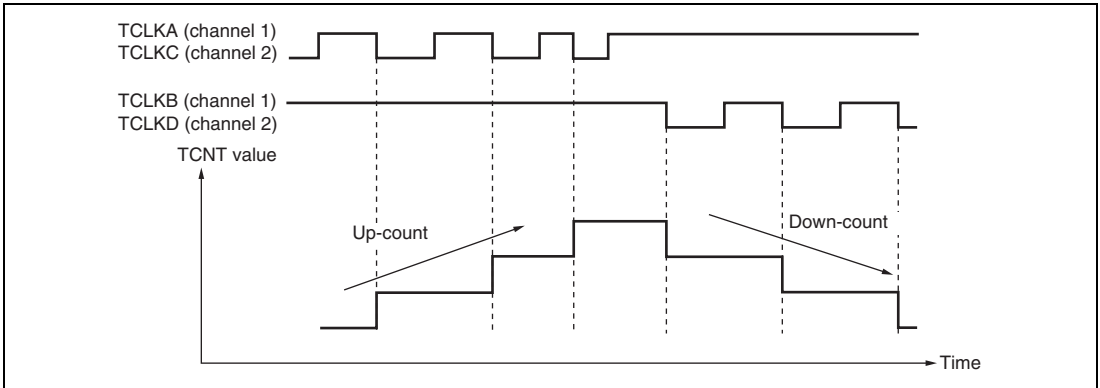 TCLKA (channel 1)
TCLKC (channel 2)
TCLKB (channel 1)
TCLKD (channel 2)
TCNT value
Up-count
Down-count
Time